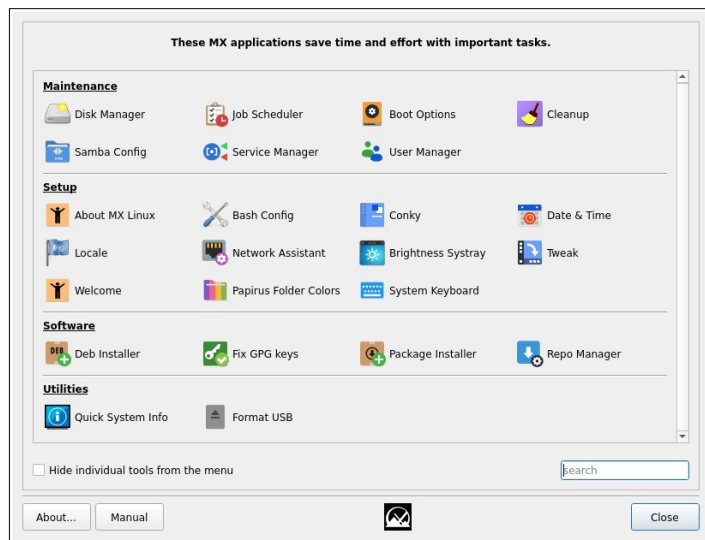 These MX applications save time and effort with important tasks.
Maintenance
Disk Manager Job Scheduler Boot Options Cleanup
Samba Config Service Manager User Manager
Setup
About MX Linux Bash Config Conky Date & Time
Locale Network Assistant Brightness Systray Tweak
Welcome Papirus Folder Colors System Keyboard
Software
DEB Deb Installer Fix GPG keys Package Installer Repo Manager
Utilities
Quick System Info Format USB
Hide individual tools from the menu search
About... Manual Close